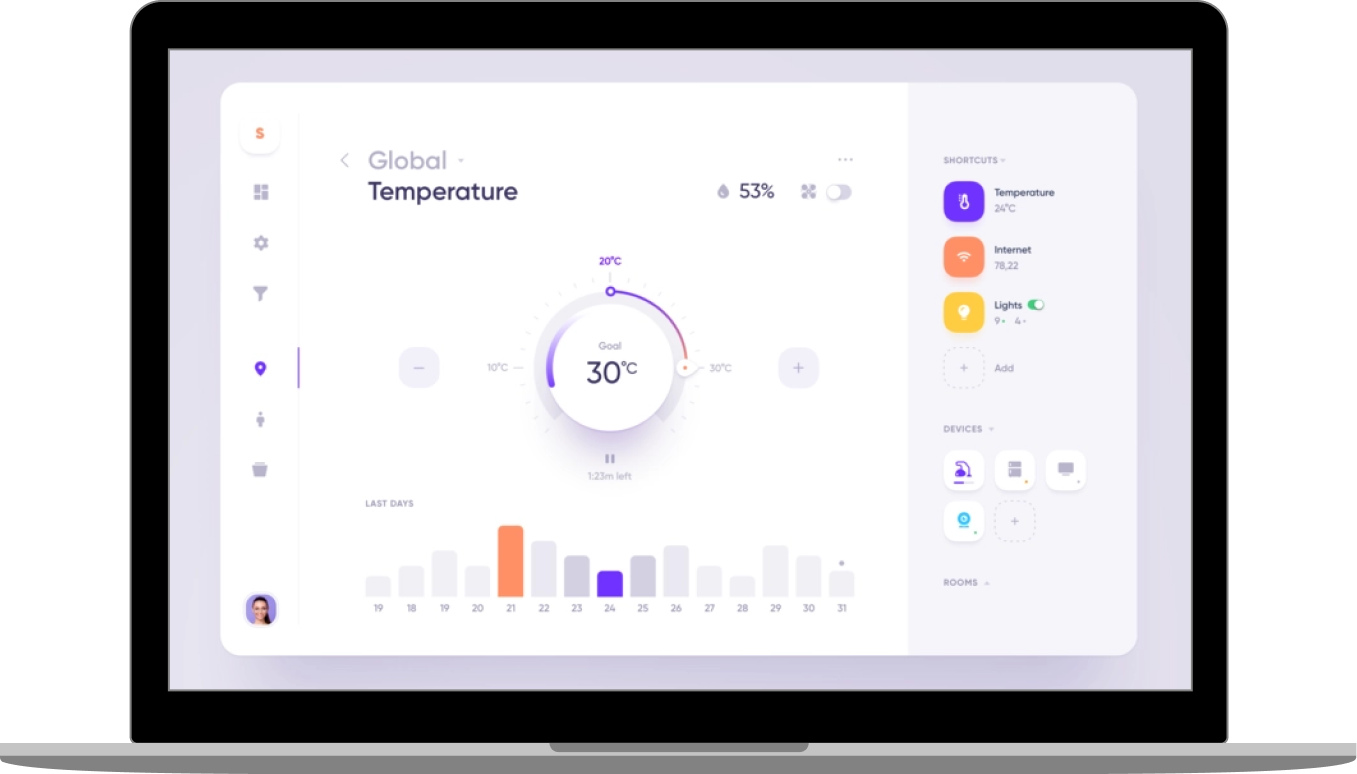 S
Global
Temperature
53%
20°C
10°C
Goal
30°C
30°C
1:23m left
LAST DAYS
19 18 19 20 21 22 23 24 25 26 27 28 29 30 31
SHORTCUTS
Temperature
24°C
Internet
78,22
Lights
9 4
Add
DEVICES
ROOMS